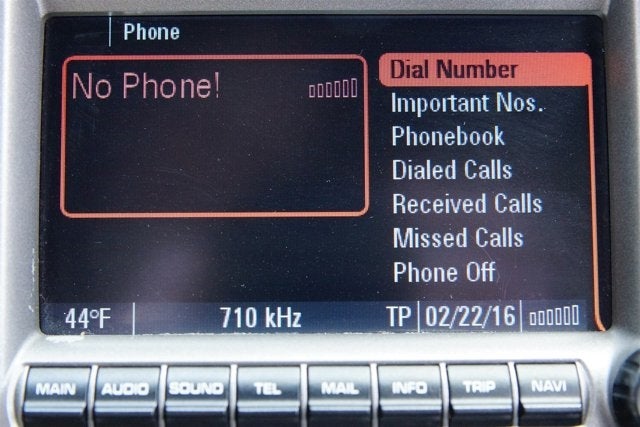 Phone
No Phone!
Dial Number
Important Nos.
Phonebook
Dialed Calls
Received Calls
Missed Calls
Phone Off
44°F 710 kHz TP 02/22/16
MAIN AUDIO SOUND TEL MAIL INFO TRIP NAVI